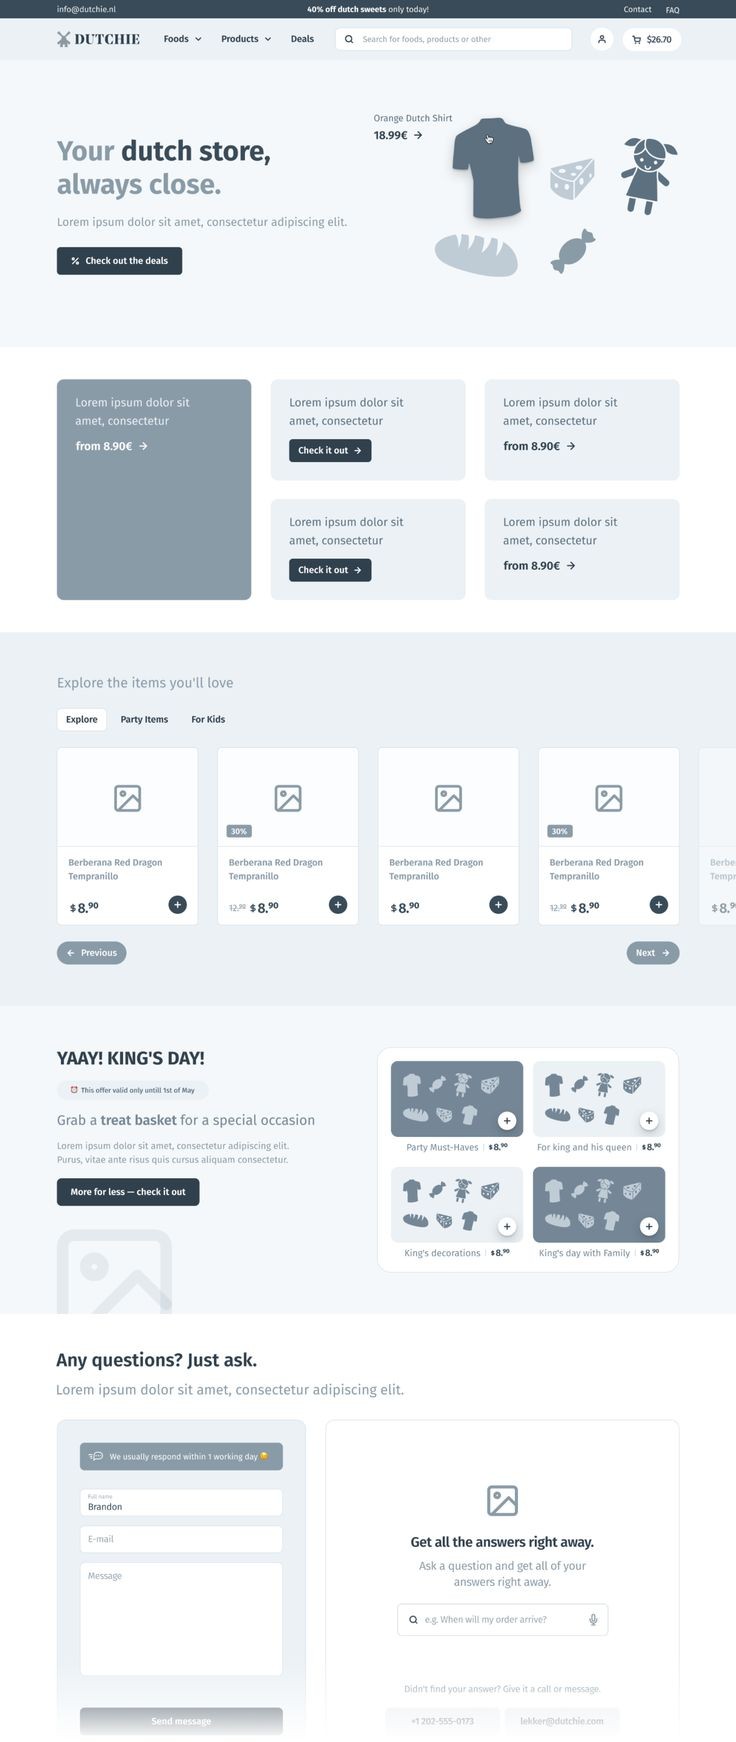 info@dutchie.nl
40% off dutch sweets only today!
Contact
FAQ
DUTCHIE
Foods
Products
Deals
Search for foods, products or other
$26.70
Orange Dutch Shirt
18.99€
Your dutch store,
always close.
Lorem ipsum dolor sit amet, consectetur adipiscing elit.
Check out the deals
Lorem ipsum dolor sit
amet, consectetur
from 8.90€
Lorem ipsum dolor sit
amet, consectetur
Check it out
Lorem ipsum dolor sit
amet, consectetur
from 8.90€
Lorem ipsum dolor sit
amet, consectetur
Check it out
Lorem ipsum dolor sit
amet, consectetur
from 8.90€
Explore the items you'll love
Explore
Party Items
For Kids
Berberana Red Dragon
Tempranillo
$8.90
30%
Berberana Red Dragon
Tempranillo
12.90 $8.90
Berberana Red Dragon
Tempranillo
$8.90
30%
Berberana Red Dragon
Tempranillo
12.90 $8.90
Berbe
Tempr
$8.9
Previous
Next
YAAY! KING'S DAY!
This offer valid only untill 1st of May
Grab a treat basket for a special occasion
Lorem ipsum dolor sit amet, consectetur adipiscing elit.
Purus, vitae ante risus quis cursus aliquam consectetur.
More for less — check it out
Party Must-Haves | $8.90
For king and his queen | $8.90
King's decorations | $8.90
King's day with Family | $8.90
Any questions? Just ask.
Lorem ipsum dolor sit amet, consectetur adipiscing elit.
We usually respond within 1 working day
Full name
Brandon
E-mail
Message
Send message
Get all the answers right away.
Ask a question and get all of your
answers right away.
e.g. When will my order arrive?
Didn't find your answer? Give it a call or message.
+1 202-555-0173
lekker@dutchie.com